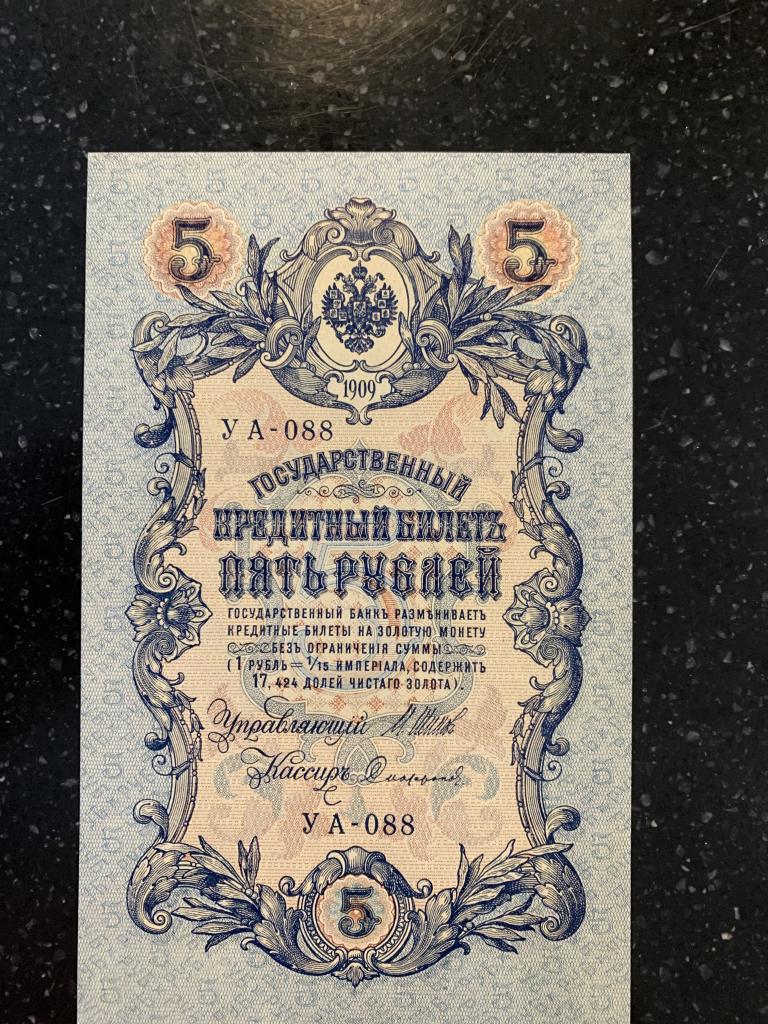 5 5
1909
УА-088
ГОСУДАРСТВЕННЫЙ
КРЕДИТНЫЙ БИЛЕТЪ
ПЯТЬ РУБЛЕЙ
ГОСУДАРСТВЕННЫЙ БАНКЪ РАЗМѢНИВАЕТЪ
КРЕДИТНЫЕ БИЛЕТЫ НА ЗОЛОТУЮ МОНЕТУ
БЕЗЪ ОГРАНИЧЕНІЯ СУММЫ
(1 РУБЛЬ = 1/15 ИМПЕРІАЛА, СОДЕРЖИТЪ
17,424 ДОЛЕЙ ЧИСТАГО ЗОЛОТА).
Управляющій
Кассиръ
УА-088
5